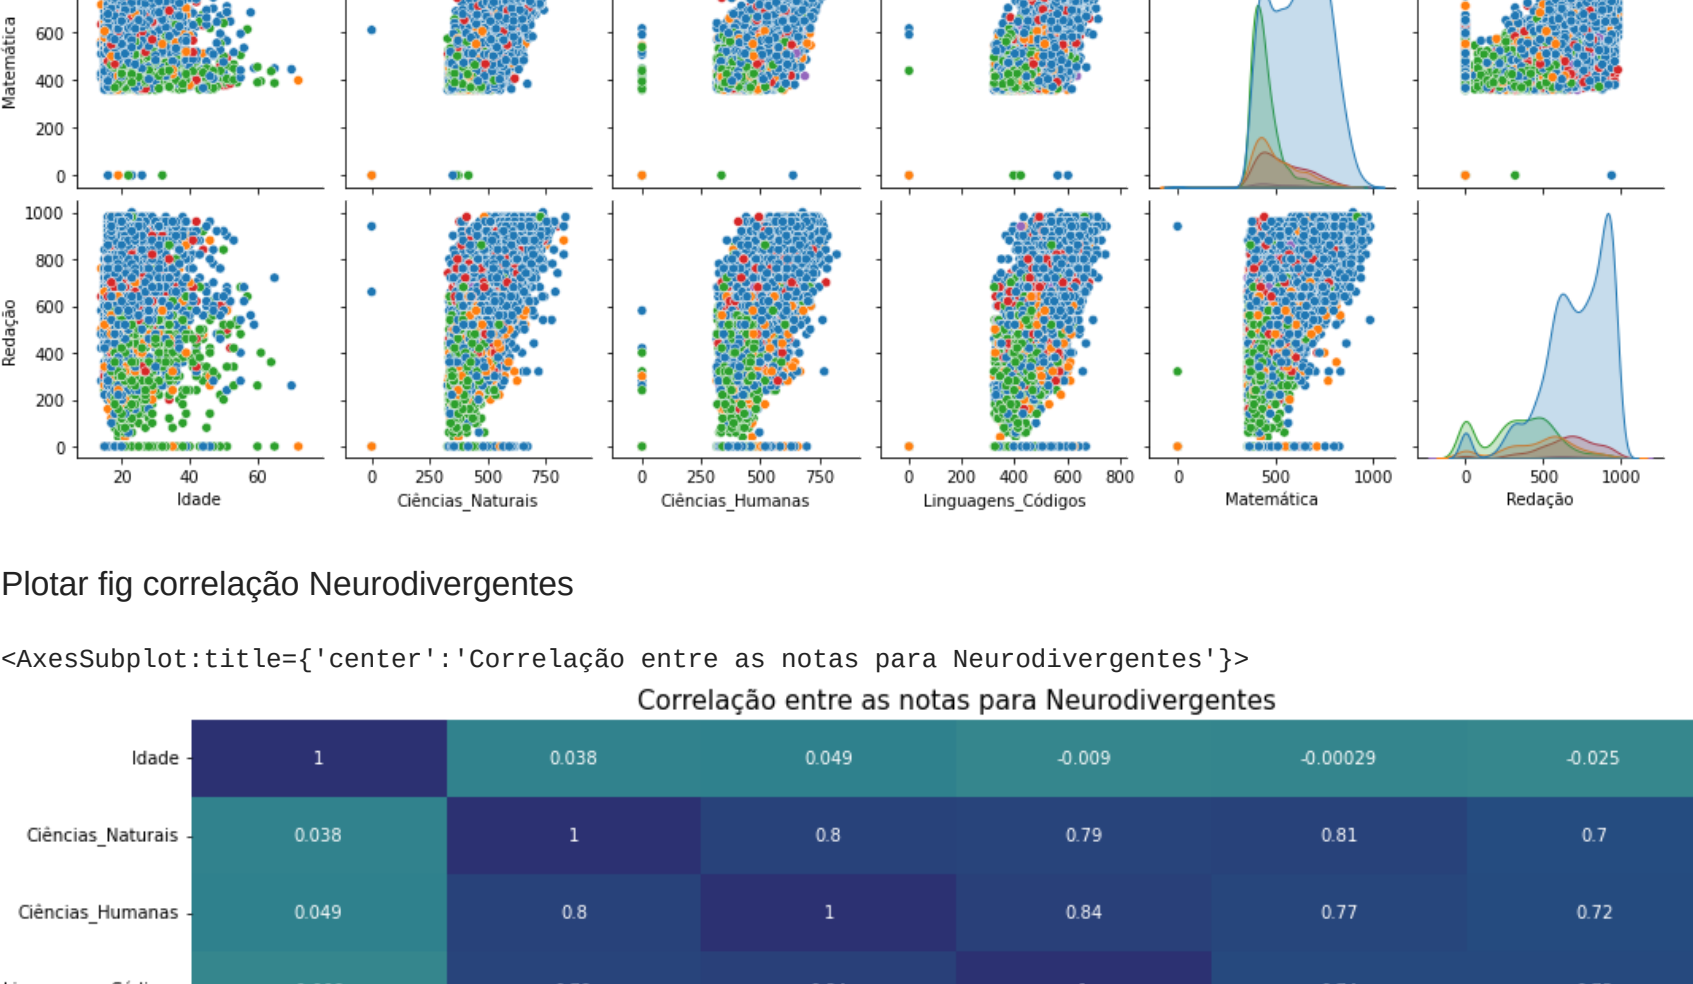 Matemática
600
400
200
0
Redação
1000
800
600
400
200
0
20 40 60
0 250 500 750
0 250 500 750
0 200 400 600 800
0 500 1000
0 500 1000
Idade
Ciências_Naturais
Ciências_Humanas
Linguagens_Códigos
Matemática
Redação
Plotar fig correlação Neurodivergentes
<AxesSubplot:title={'center':'Correlação entre as notas para Neurodivergentes'}>
Correlação entre as notas para Neurodivergentes
Idade 1 0.038 0.049 -0.009 -0.00029 -0.025
Ciências_Naturais 0.038 1 0.8 0.79 0.81 0.7
Ciências_Humanas 0.049 0.8 1 0.84 0.77 0.72